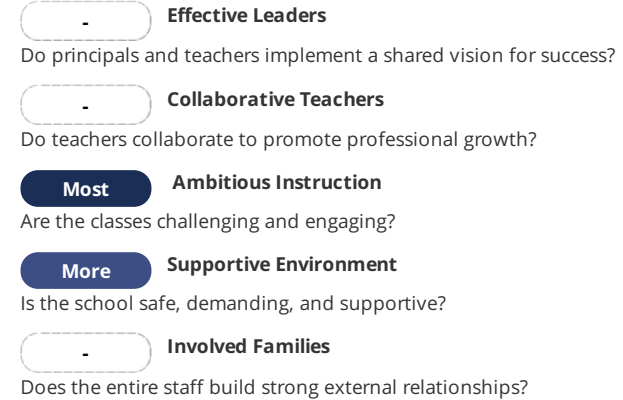 - Effective Leaders
Do principals and teachers implement a shared vision for success?
- Collaborative Teachers
Do teachers collaborate to promote professional growth?
Most Ambitious Instruction
Are the classes challenging and engaging?
More Supportive Environment
Is the school safe, demanding, and supportive?
- Involved Families
Does the entire staff build strong external relationships?